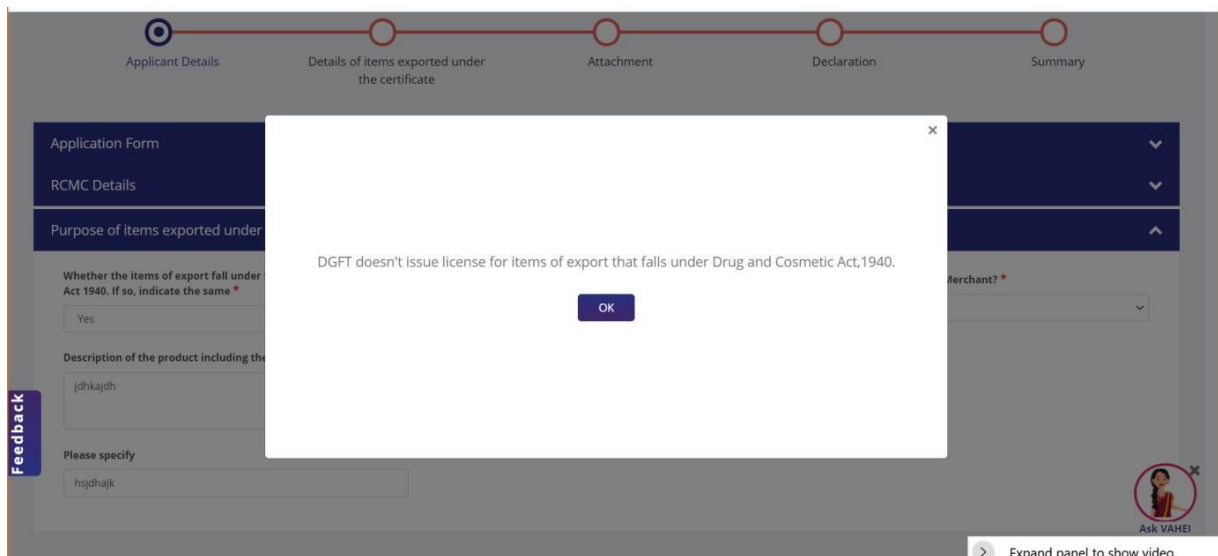 Applicant Details
Details of items exported under
the certificate
Attachment
Declaration
Summary
Application Form
RCMC Details
Purpose of items exported under
×
DGFT doesn't issue license for items of export that falls under Drug and Cosmetic Act,1940.
OK
Whether the items of export fall under
Act 1940. If so, indicate the same *
Yes
Merchant? *
Description of the product including the
jdhkajdh
Please specify
hsjdhajk
Feedback
Ask VAHEI
Expand panel to show video